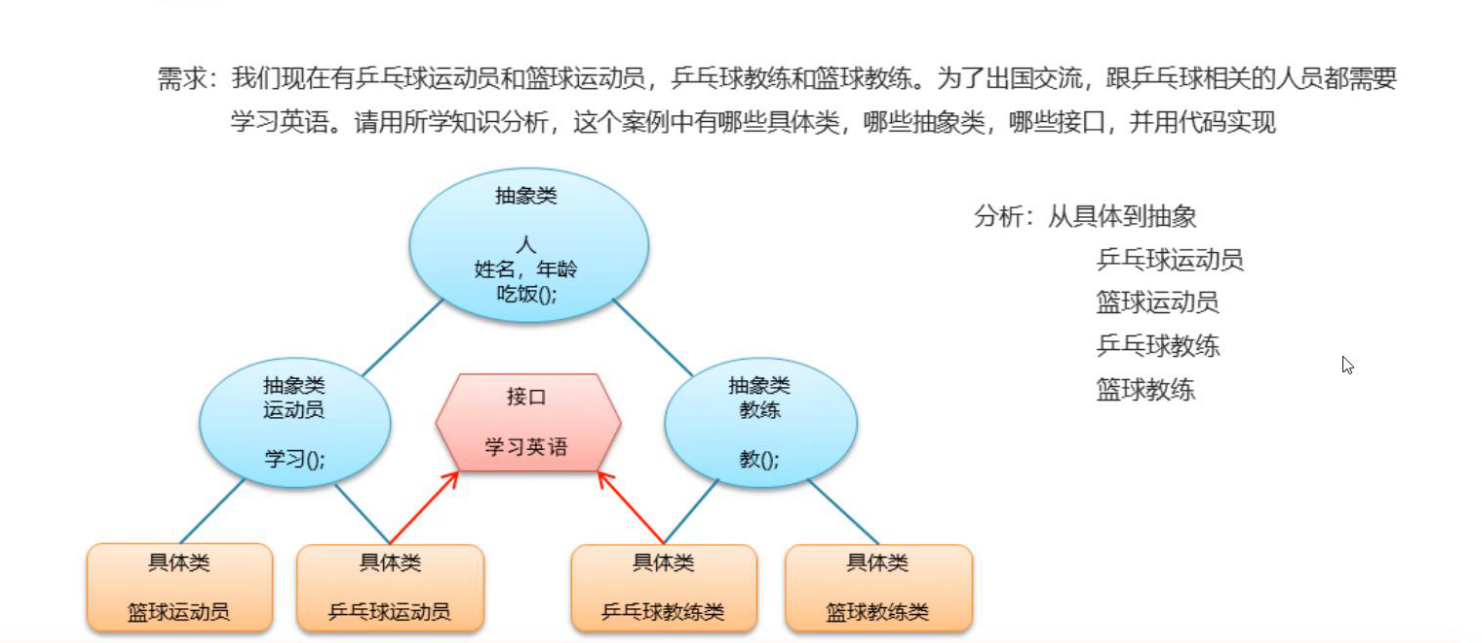 需求：我们现在有乒乓球运动员和篮球运动员，乒乓球教练和篮球教练。为了出国交流，跟乒乓球相关的人员都需要
学习英语。请用所学知识分析，这个案例中有哪些具体类，哪些抽象类，哪些接口，并用代码实现
抽象类
人
姓名，年龄
吃饭();
分析：从具体到抽象
乒乓球运动员
篮球运动员
乒乓球教练
篮球教练
抽象类
运动员
学习();
接口
学习英语
抽象类
教练
教();
具体类
篮球运动员
具体类
乒乓球运动员
具体类
乒乓球教练类
具体类
篮球教练类